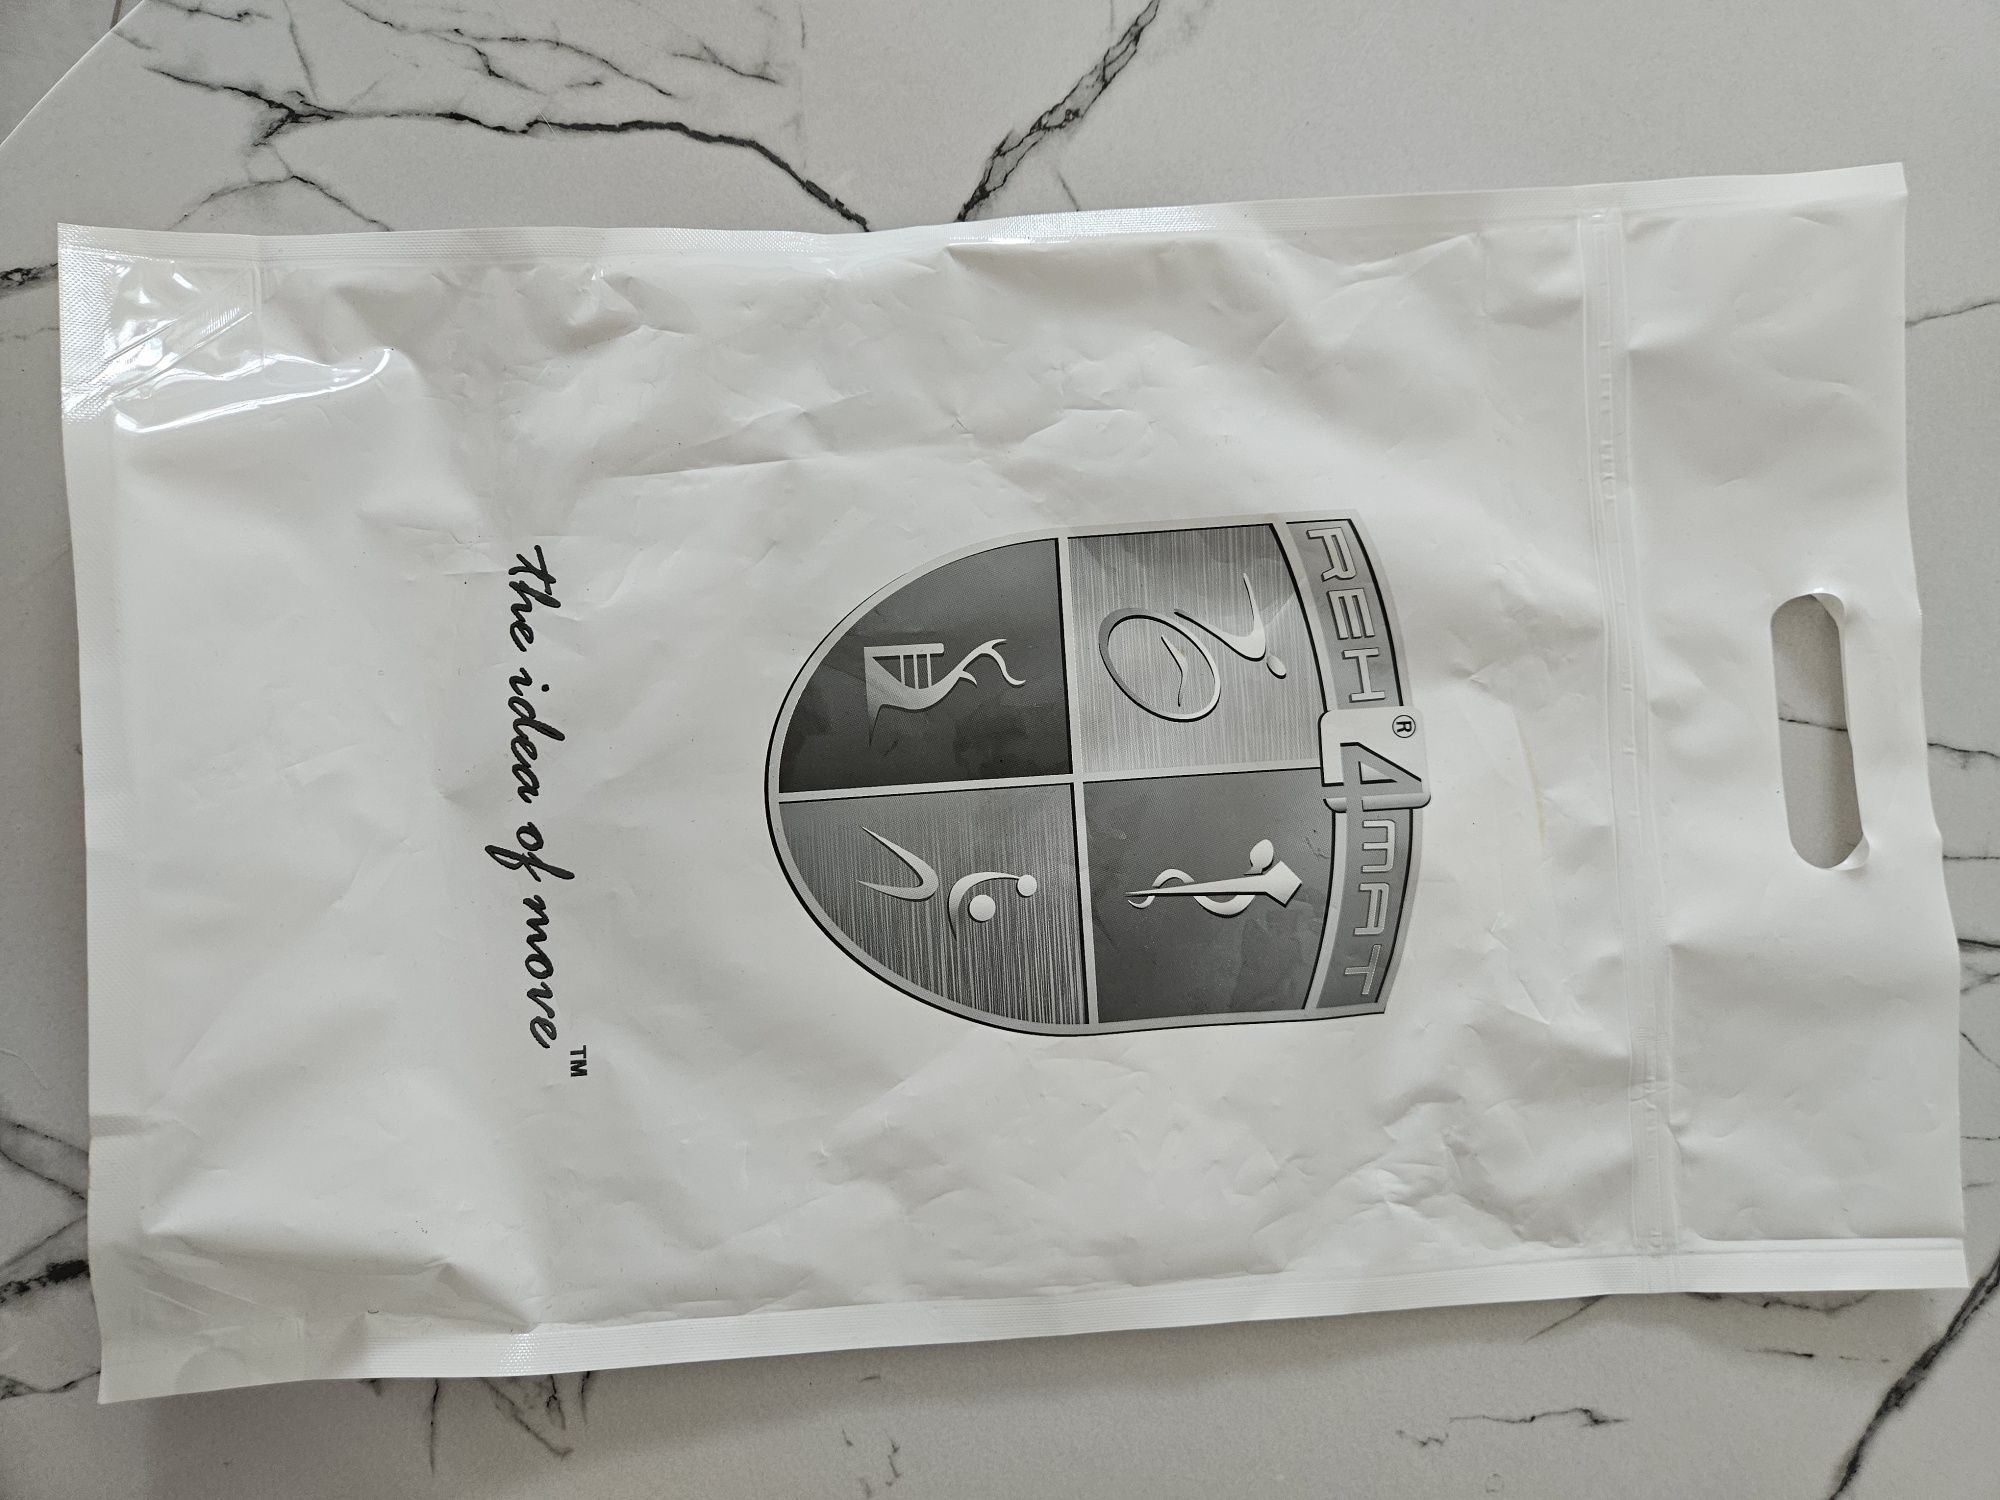 REH4MAT®
the idea of move™